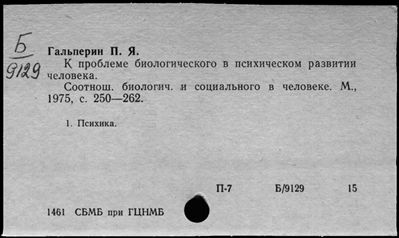 Б
9129
Гальперин П. Я.
К проблеме биологического в психическом развитии
человека.
Соотнош. биологич. и социального в человеке. М.,
1975, с. 250—262.
1. Психика.
П-7 Б/9129 15
1461 СБМБ при ГЦНМБ